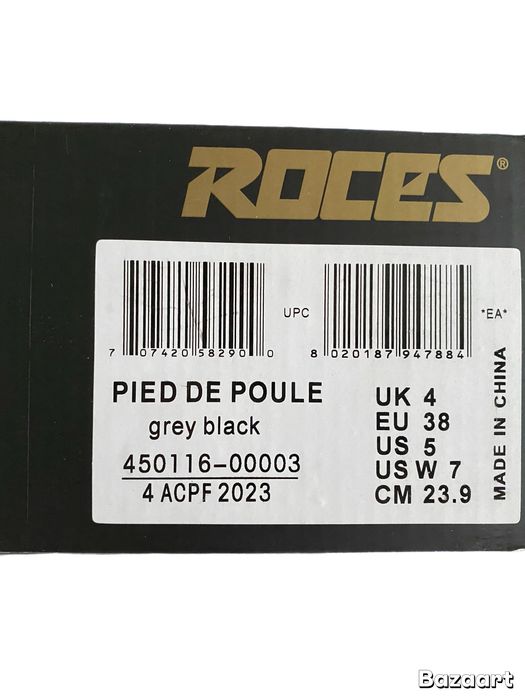 ROCES®
UPC
*EA*
7 07420 58290 0
8 020187 947884
PIED DE POULE
grey black
450116-00003
4 ACPF 2023
UK 4
EU 38
US 5
US W 7
CM 23.9
MADE IN CHINA
Bazaart